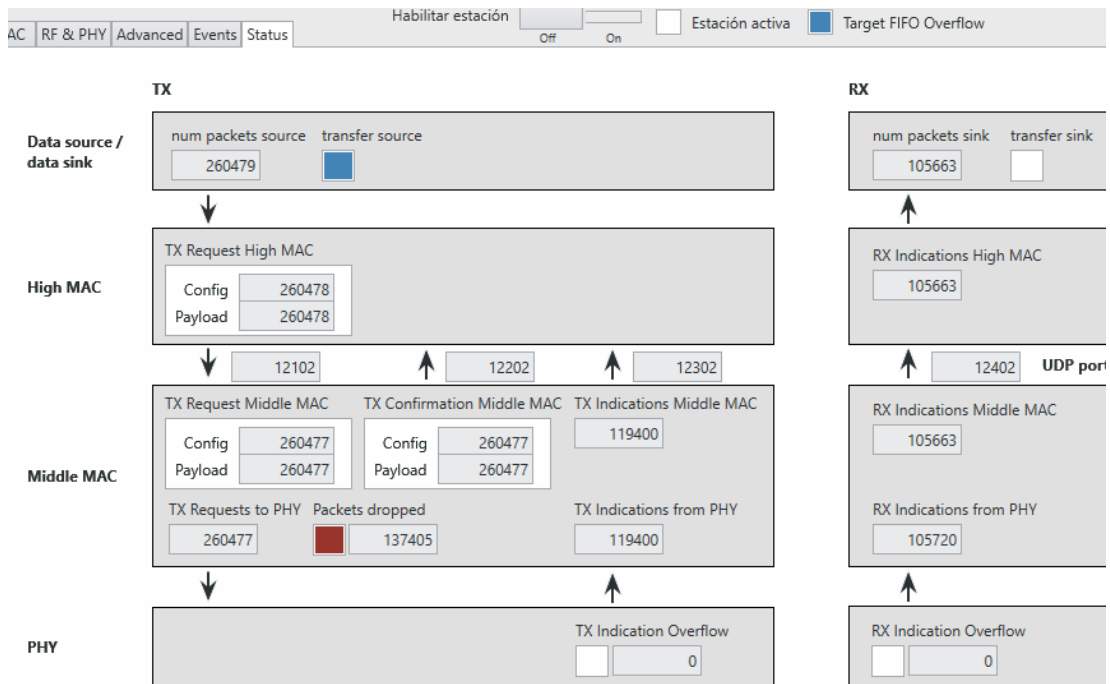 Habilitar estación
Off On
Estación activa
Target FIFO Overflow
AC RF & PHY Advanced Events Status
TX RX
Data source /
data sink
num packets source transfer source
260479
num packets sink transfer sink
105663
High MAC
TX Request High MAC
Config 260478
Payload 260478
RX Indications High MAC
105663
12102 12202 12302 12402 UDP port
Middle MAC
TX Request Middle MAC TX Confirmation Middle MAC TX Indications Middle MAC
Config 260477 Config 260477 119400
Payload 260477 Payload 260477
RX Indications Middle MAC
105663
TX Requests to PHY Packets dropped TX Indications from PHY
260477 137405 119400
RX Indications from PHY
105720
PHY
TX Indication Overflow
0
RX Indication Overflow
0